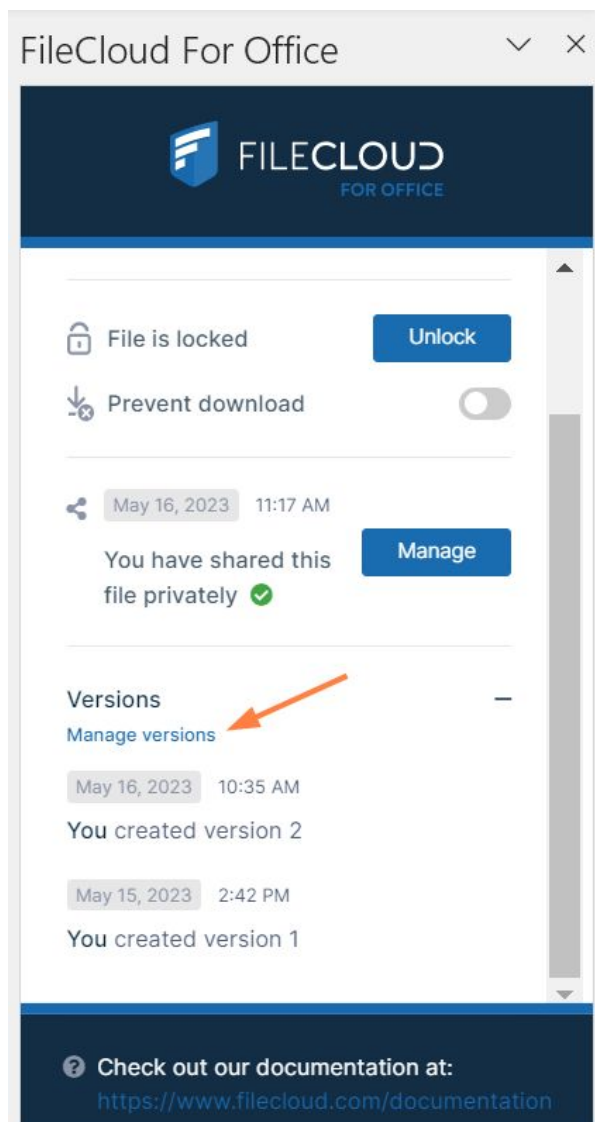 FileCloud For Office
FILECLOUD
FOR OFFICE
File is locked
Unlock
Prevent download
May 16, 2023 11:17 AM
You have shared this
file privately
Manage
Versions
Manage versions
May 16, 2023 10:35 AM
You created version 2
May 15, 2023 2:42 PM
You created version 1
Check out our documentation at:
https://www.filecloud.com/documentation